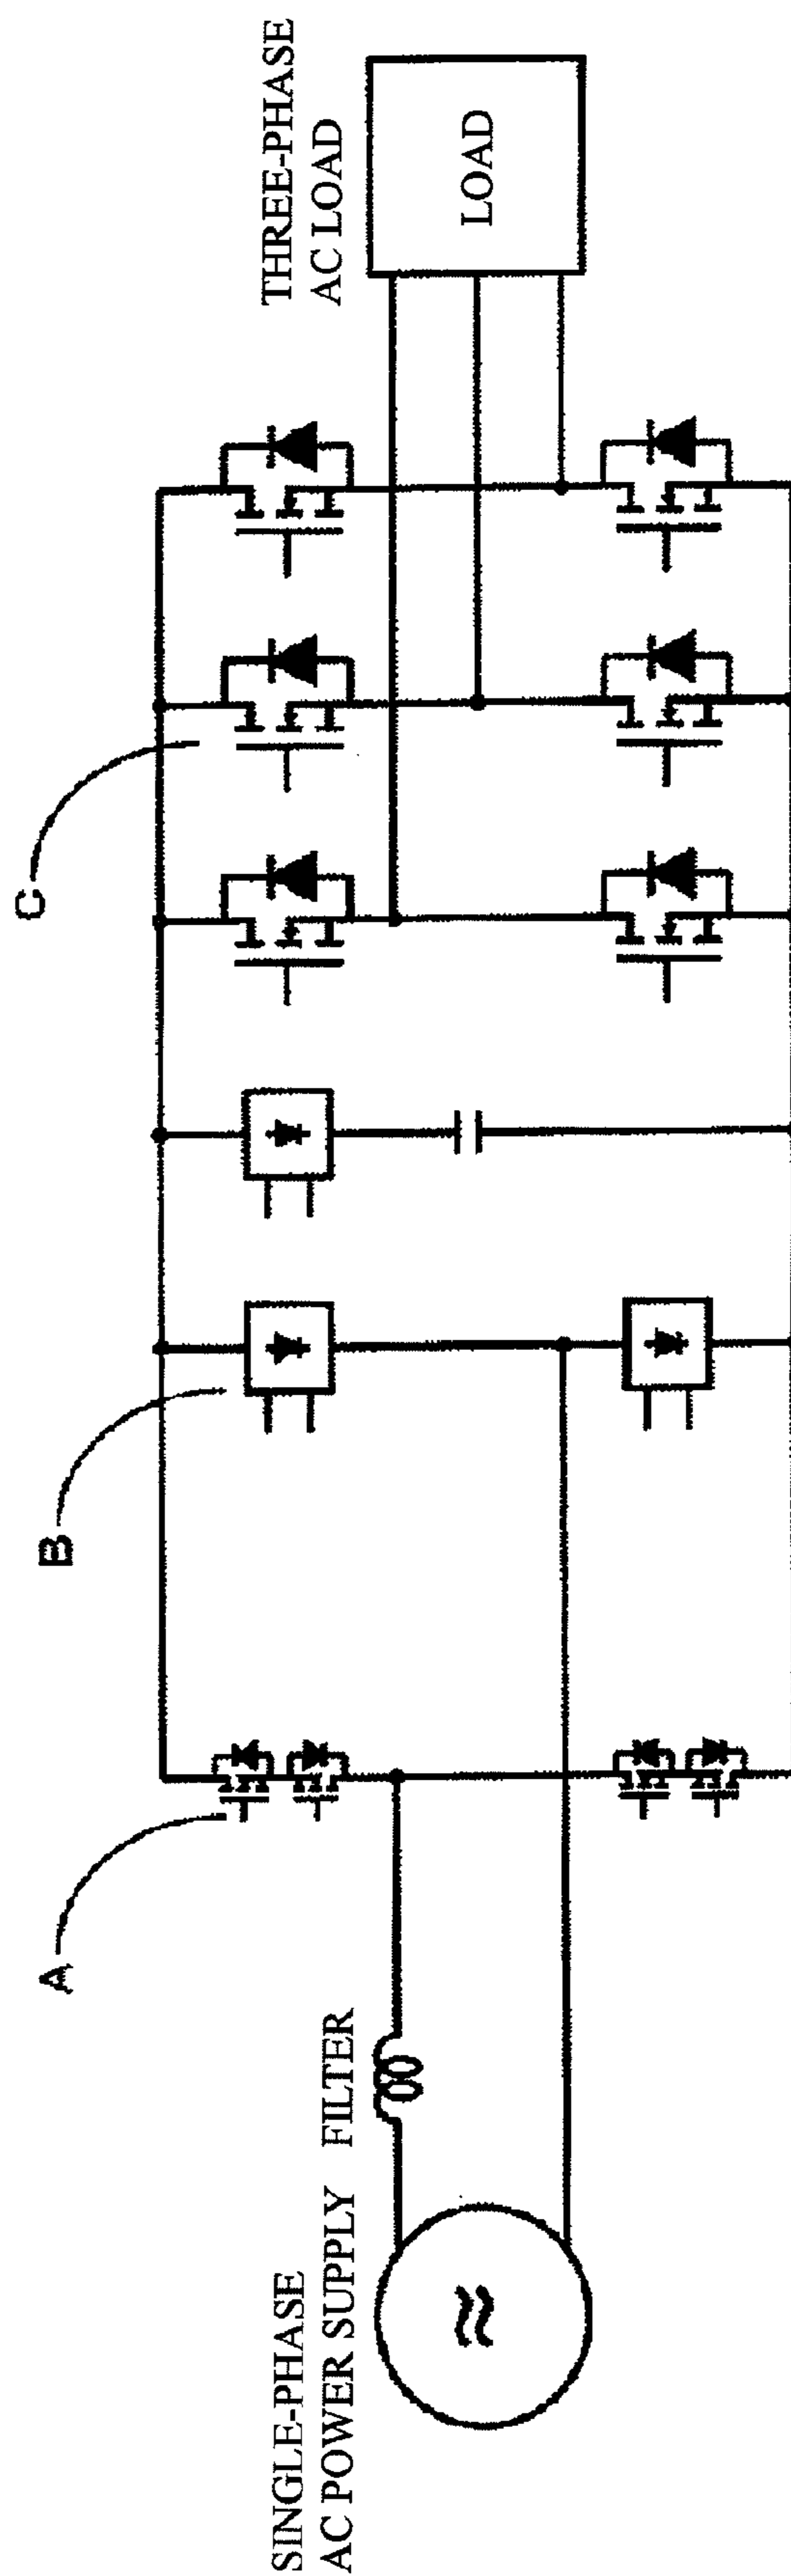 SINGLE-PHASE
AC POWER SUPPLY
FILTER
A
B
C
THREE-PHASE
AC LOAD
LOAD